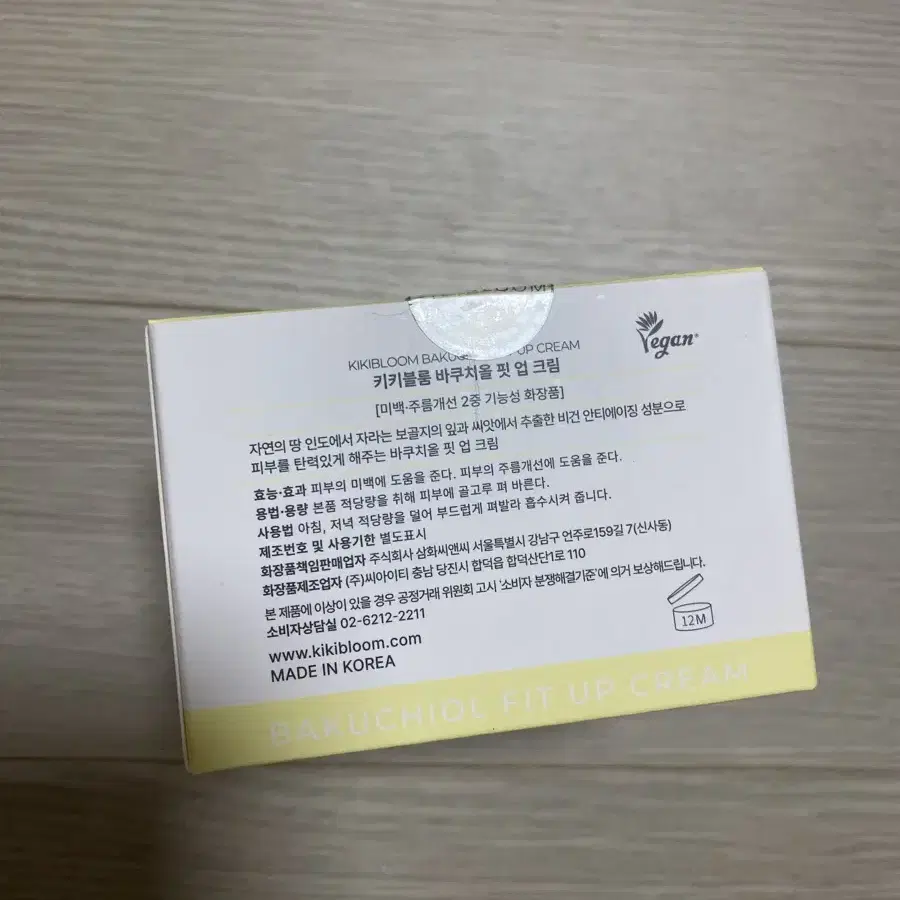 KIKIBLOOM BAKUC UP CREAM
키키블룸 바쿠치올 핏 업 크림
[미백·주름개선 2중 기능성 화장품]
Vegan
자연의 땅 인도에서 자라는 보골지의 잎과 씨앗에서 추출한 비건 안티에이징 성분으로
피부를 탄력있게 해주는 바쿠치올 핏 업 크림
효능·효과 피부의 미백에 도움을 준다. 피부의 주름개선에 도움을 준다.
용법·용량 본품 적당량을 취해 피부에 골고루 펴 바른다.
사용법 아침, 저녁 적당량을 덜어 부드럽게 펴발라 흡수시켜 줍니다.
제조번호 및 사용기한 별도표시
화장품책임판매업자 주식회사 삼화씨앤씨 서울특별시 강남구 언주로159길 7(신사동)
화장품제조업자 (주)씨아이티 충남 당진시 합덕읍 합덕산단1로 110
본 제품에 이상이 있을 경우 공정거래 위원회 고시 '소비자 분쟁해결기준'에 의거 보상해드립니다.
소비자상담실 02-6212-2211
www.kikibloom.com
MADE IN KOREA
12M
BAKUCHIOL FIT UP CREAM